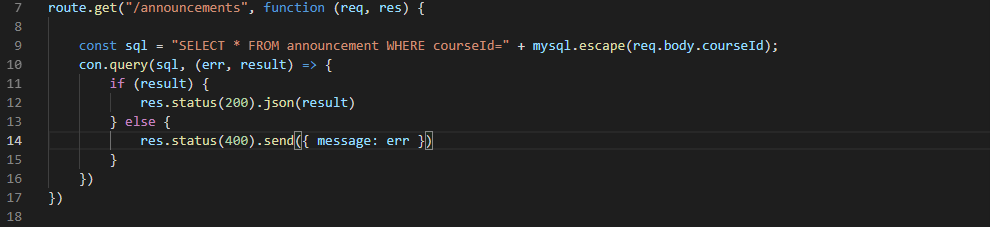 7 route.get("/announcements", function (req, res) {
8
9 const sql = "SELECT * FROM announcement WHERE courseId=" + mysql.escape(req.body.courseId);
10 con.query(sql, (err, result) => {
11 if (result) {
12 res.status(200).json(result)
13 } else {
14 res.status(400).send({ message: err })
15 }
16 })
17 })
18